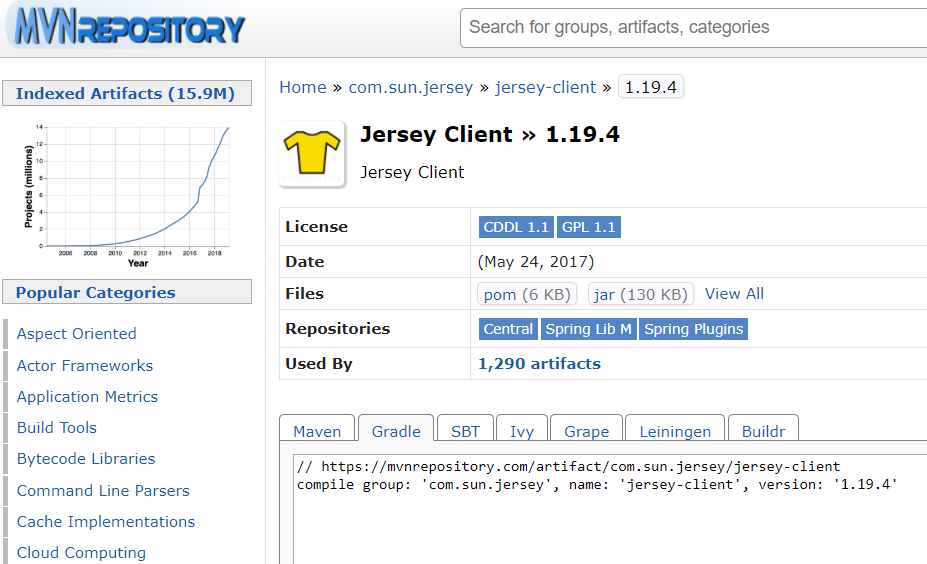 MVNREPOSITORY
Search for groups, artifacts, categories
Indexed Artifacts (15.9M)
Projects (millions)
14
12
10
8
6
4
2
0
2006 2008 2010 2012 2014 2016 2018
Year
Popular Categories
Aspect Oriented
Actor Frameworks
Application Metrics
Build Tools
Bytecode Libraries
Command Line Parsers
Cache Implementations
Cloud Computing
Home » com.sun.jersey » jersey-client » 1.19.4
Jersey Client » 1.19.4
Jersey Client
License CDDL 1.1 GPL 1.1
Date (May 24, 2017)
Files pom (6 KB) jar (130 KB) View All
Repositories Central Spring Lib M Spring Plugins
Used By 1,290 artifacts
Maven Gradle SBT Ivy Grape Leiningen Buildr
// https://mvnrepository.com/artifact/com.sun.jersey/jersey-client
compile group: 'com.sun.jersey', name: 'jersey-client', version: '1.19.4'